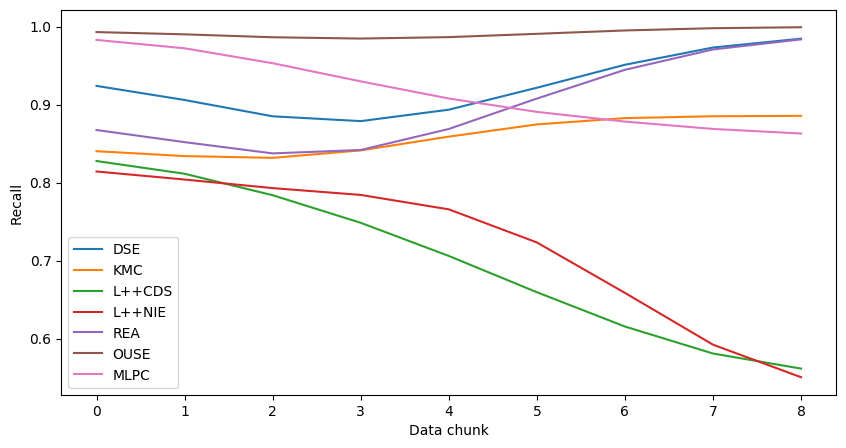 1.0
0.9
0.8
0.7
0.6
Recall
DSE
KMC
L++CDS
L++NIE
REA
OUSE
MLPC
0 1 2 3 4 5 6 7 8
Data chunk